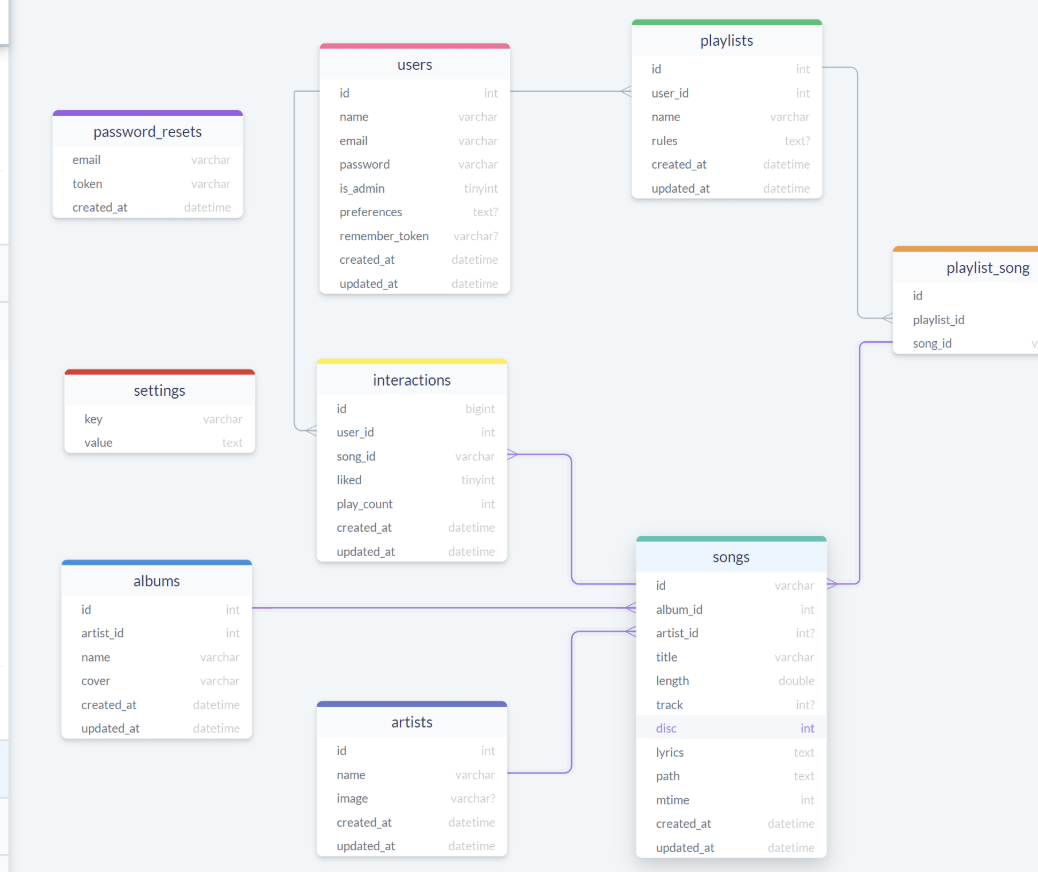 playlists
id int
user_id int
name varchar
rules text?
created_at datetime
updated_at datetime
users
id int
name varchar
email varchar
password varchar
is_admin tinyint
preferences text?
remember_token varchar?
created_at datetime
updated_at datetime
password_resets
email varchar
token varchar
created_at datetime
playlist_song
id
playlist_id
song_id v
interactions
id bigint
user_id int
song_id varchar
liked tinyint
play_count int
created_at datetime
updated_at datetime
settings
key varchar
value text
songs
id varchar
album_id int
artist_id int?
title varchar
length double
track int?
disc int
lyrics text
path text
mtime int
created_at datetime
updated_at datetime
albums
id int
artist_id int
name varchar
cover varchar
created_at datetime
updated_at datetime
artists
id int
name varchar
image varchar?
created_at datetime
updated_at datetime